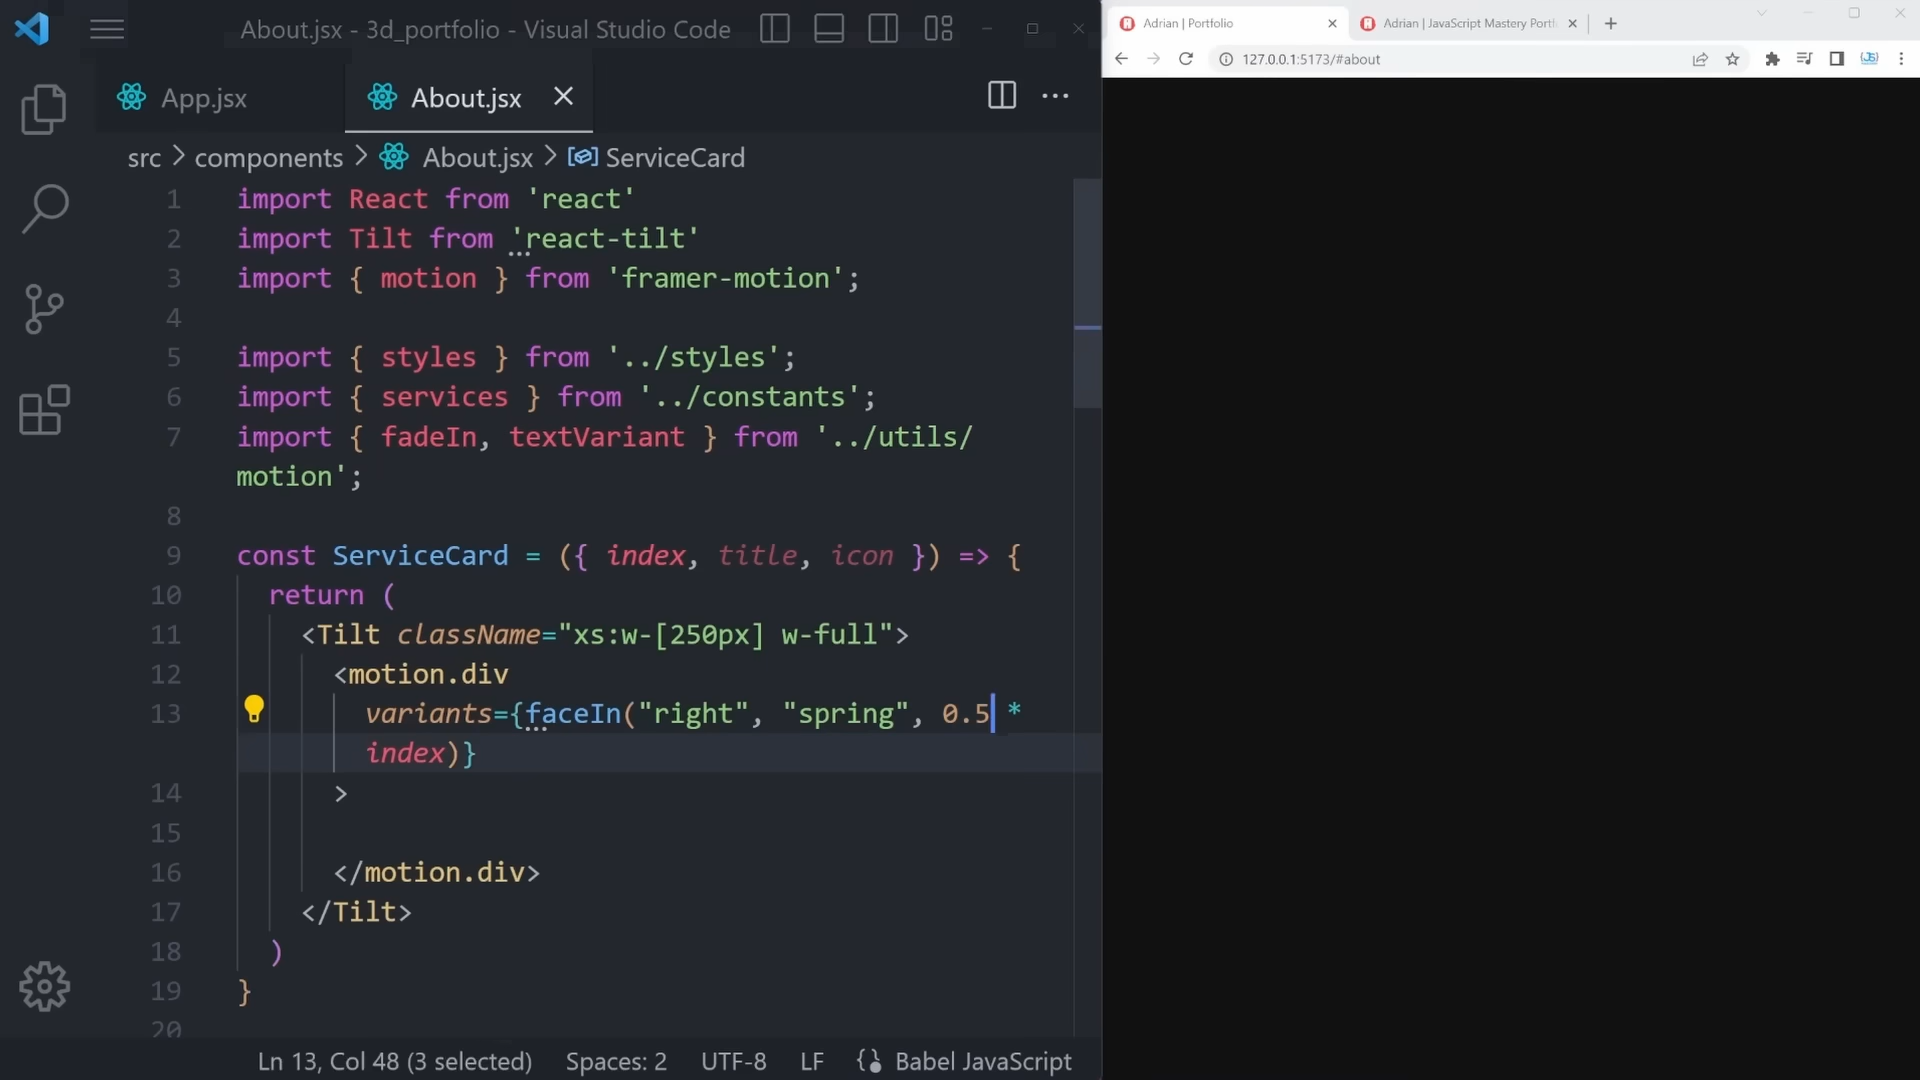 About.jsx - 3d_portfolio - Visual Studio Code
App.jsx
About.jsx
src > components > About.jsx > ServiceCard
1 import React from 'react'
2 import Tilt from 'react-tilt'
3 import { motion } from 'framer-motion';
4
5 import { styles } from '../styles';
6 import { services } from '../constants';
7 import { fadeIn, textVariant } from '../utils/
motion';
8
9 const ServiceCard = ({ index, title, icon }) => {
10 return (
11 <Tilt className="xs:w-[250px] w-full">
12 <motion.div
13 variants={faceIn("right", "spring", 0.5 *
index)}
14 >
15
16 </motion.div>
17 </Tilt>
18 )
19 }
20
Ln 13, Col 48 (3 selected) Spaces: 2 UTF-8 LF Babel JavaScript
Adrian | Portfolio
Adrian | JavaScript Mastery Portf
127.0.0.1:5173/#about